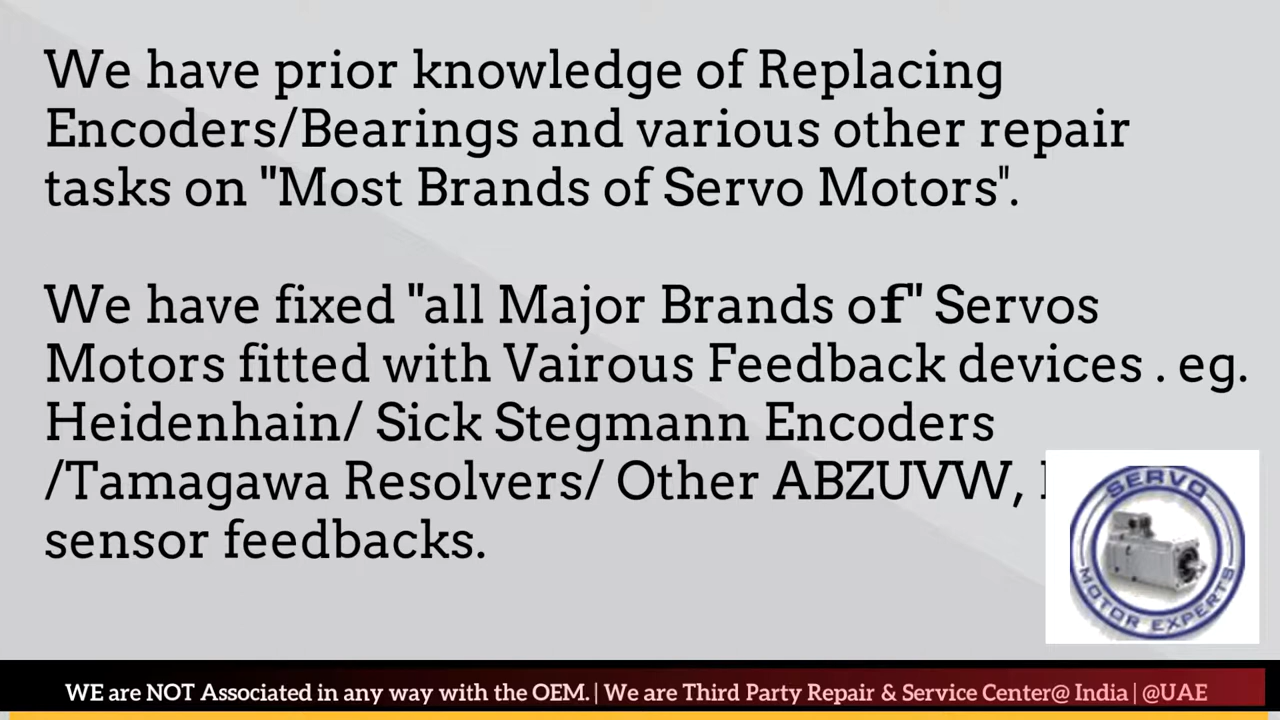 We have prior knowledge of Replacing
Encoders/Bearings and various other repair
tasks on "Most Brands of Servo Motors".
We have fixed "all Major Brands of" Servos
Motors fitted with Vairous Feedback devices . eg.
Heidenhain/ Sick Stegmann Encoders
/Tamagawa Resolvers/ Other ABZUVW,
sensor feedbacks.
SERVO
MOTOR EXPERTS
WE are NOT Associated in any way with the OEM. | We are Third Party Repair & Service Center@ India | @UAE